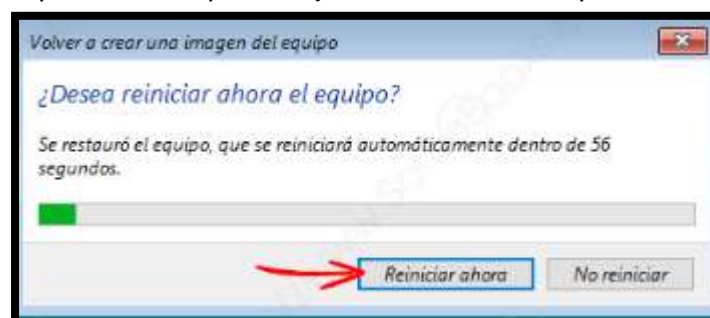 Volver a crear una imagen del equipo
¿Desea reiniciar ahora el equipo?
Se restauró el equipo, que se reiniciará automáticamente dentro de 56
segundos.
Reiniciar ahora
No reiniciar